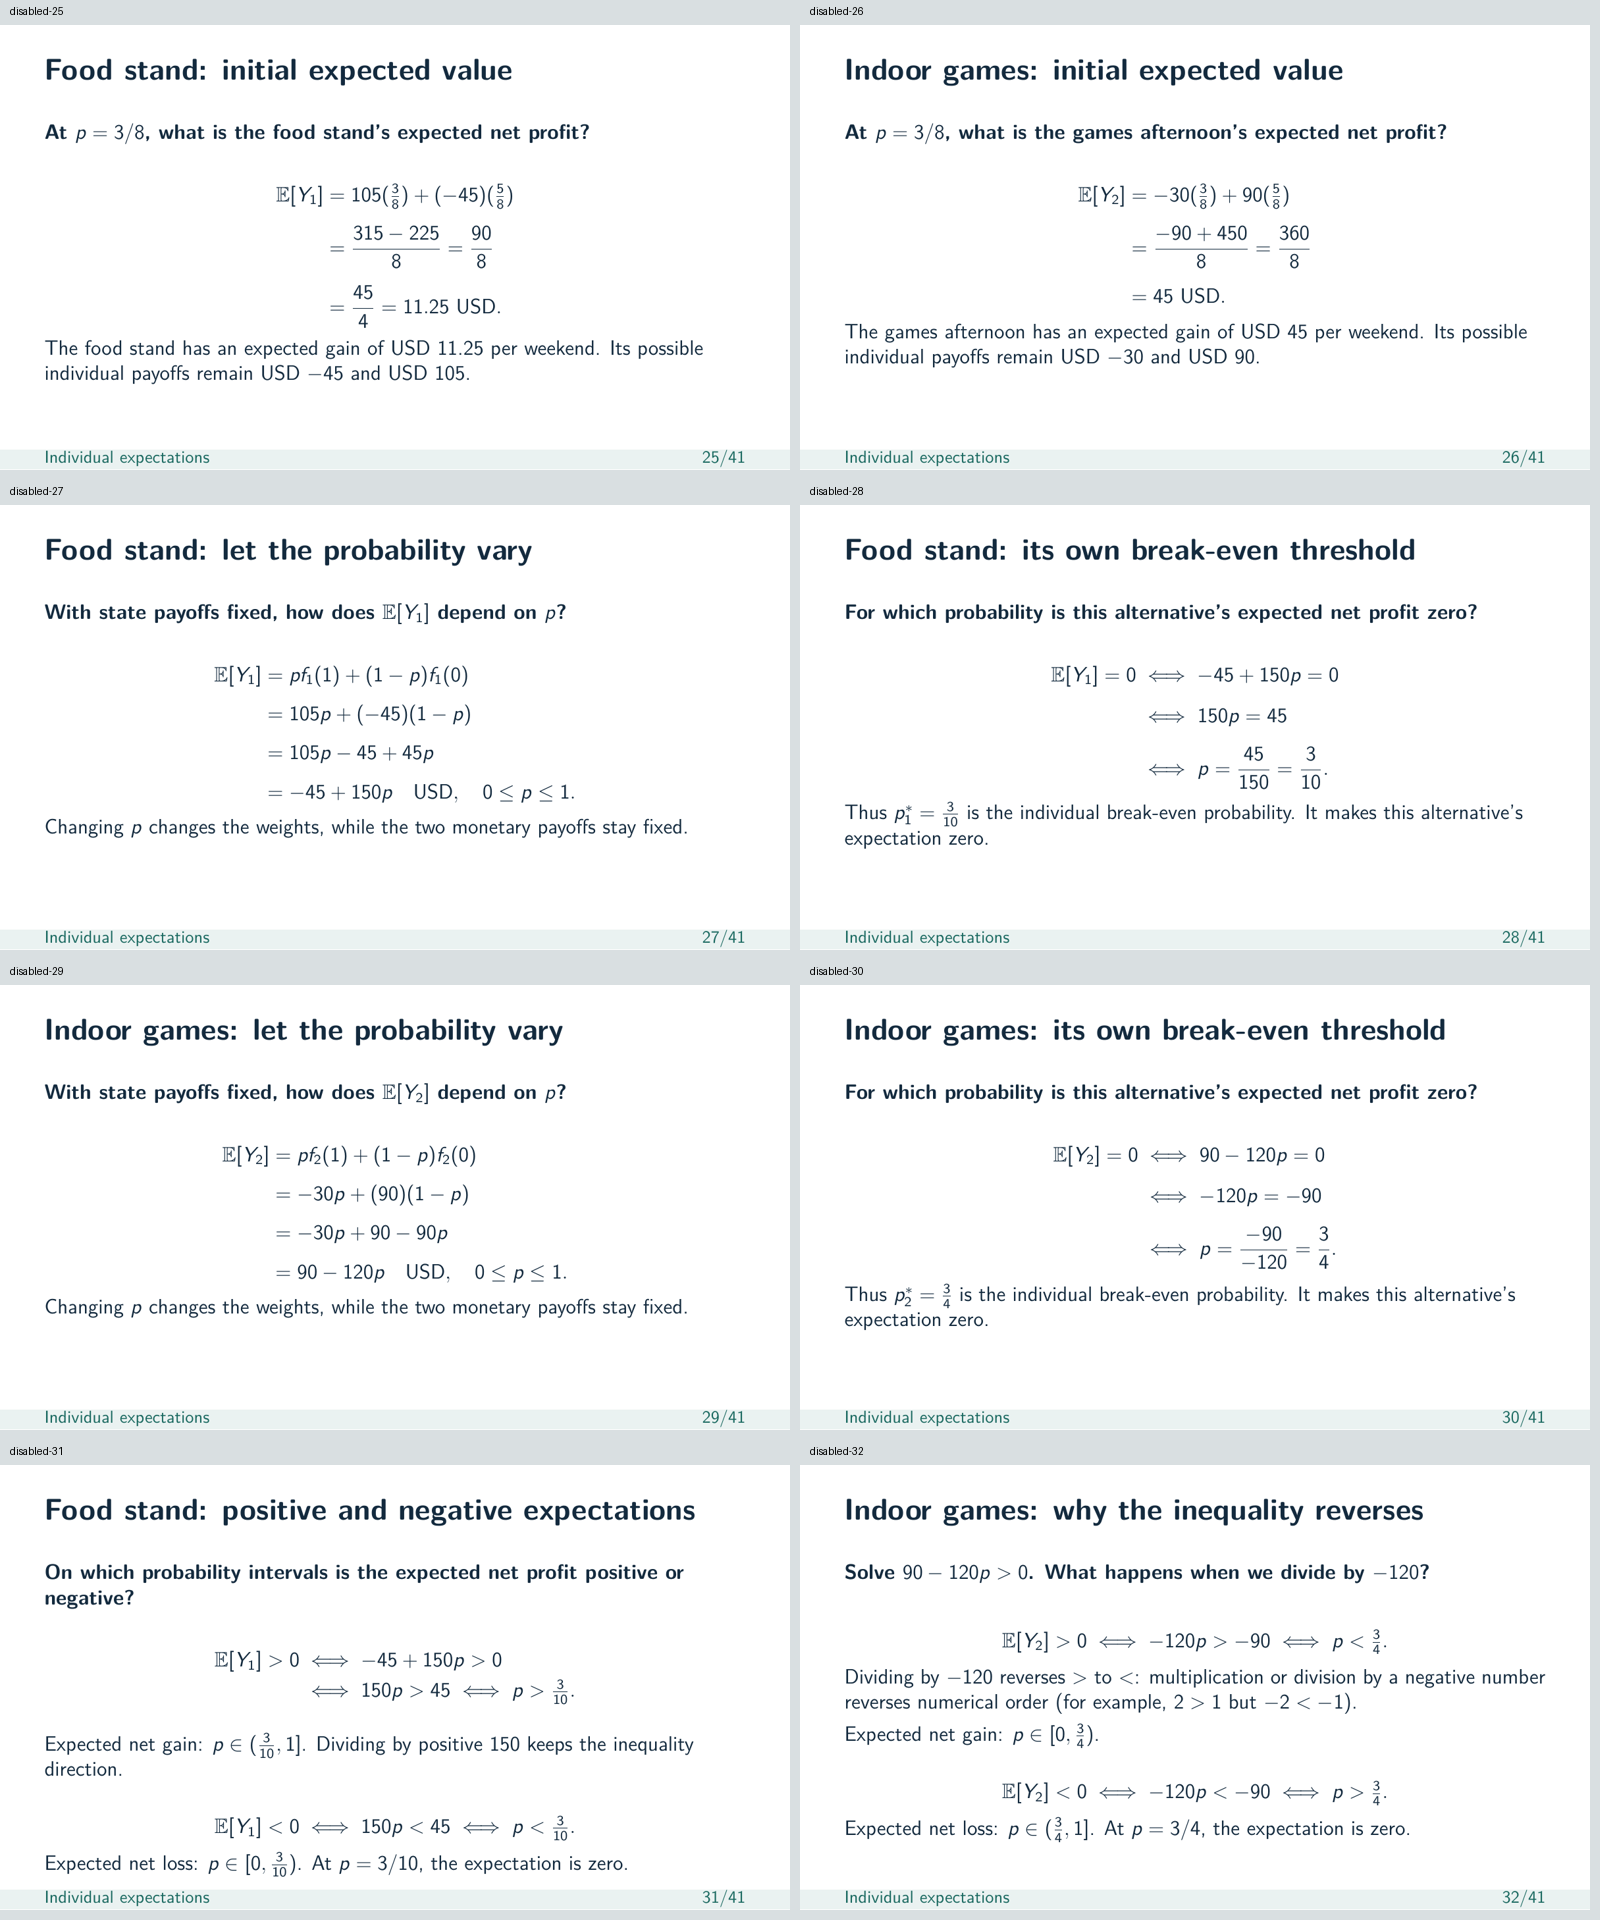 disabled-25
Food stand: initial expected value
At p = 3/8, what is the food stand's expected net profit?
𝔼[Y₁] = 105(3/8) + (−45)(5/8)
= (315 − 225)/8 = 90/8
= 45/4 = 11.25 USD.
The food stand has an expected gain of USD 11.25 per weekend. Its possible
individual payoffs remain USD −45 and USD 105.
Individual expectations 25/41
disabled-26
Indoor games: initial expected value
At p = 3/8, what is the games afternoon's expected net profit?
𝔼[Y₂] = −30(3/8) + 90(5/8)
= (−90 + 450)/8 = 360/8
= 45 USD.
The games afternoon has an expected gain of USD 45 per weekend. Its possible
individual payoffs remain USD −30 and USD 90.
Individual expectations 26/41
disabled-27
Food stand: let the probability vary
With state payoffs fixed, how does 𝔼[Y₁] depend on p?
𝔼[Y₁] = pf₁(1) + (1 − p)f₁(0)
= 105p + (−45)(1 − p)
= 105p − 45 + 45p
= −45 + 150p USD, 0 ≤ p ≤ 1.
Changing p changes the weights, while the two monetary payoffs stay fixed.
Individual expectations 27/41
disabled-28
Food stand: its own break-even threshold
For which probability is this alternative's expected net profit zero?
𝔼[Y₁] = 0 ⟺ −45 + 150p = 0
⟺ 150p = 45
⟺ p = 45/150 = 3/10.
Thus p₁* = 3/10 is the individual break-even probability. It makes this alternative's
expectation zero.
Individual expectations 28/41
disabled-29
Indoor games: let the probability vary
With state payoffs fixed, how does 𝔼[Y₂] depend on p?
𝔼[Y₂] = pf₂(1) + (1 − p)f₂(0)
= −30p + (90)(1 − p)
= −30p + 90 − 90p
= 90 − 120p USD, 0 ≤ p ≤ 1.
Changing p changes the weights, while the two monetary payoffs stay fixed.
Individual expectations 29/41
disabled-30
Indoor games: its own break-even threshold
For which probability is this alternative's expected net profit zero?
𝔼[Y₂] = 0 ⟺ 90 − 120p = 0
⟺ −120p = −90
⟺ p = −90/−120 = 3/4.
Thus p₂* = 3/4 is the individual break-even probability. It makes this alternative's
expectation zero.
Individual expectations 30/41
disabled-31
Food stand: positive and negative expectations
On which probability intervals is the expected net profit positive or
negative?
𝔼[Y₁] > 0 ⟺ −45 + 150p > 0
⟺ 150p > 45 ⟺ p > 3/10.
Expected net gain: p ∈ (3/10, 1]. Dividing by positive 150 keeps the inequality
direction.
𝔼[Y₁] < 0 ⟺ 150p < 45 ⟺ p < 3/10.
Expected net loss: p ∈ [0, 3/10). At p = 3/10, the expectation is zero.
Individual expectations 31/41
disabled-32
Indoor games: why the inequality reverses
Solve 90 − 120p > 0. What happens when we divide by −120?
𝔼[Y₂] > 0 ⟺ −120p > −90 ⟺ p < 3/4.
Dividing by −120 reverses > to <: multiplication or division by a negative number
reverses numerical order (for example, 2 > 1 but −2 < −1).
Expected net gain: p ∈ [0, 3/4).
𝔼[Y₂] < 0 ⟺ −120p < −90 ⟺ p > 3/4.
Expected net loss: p ∈ (3/4, 1]. At p = 3/4, the expectation is zero.
Individual expectations 32/41